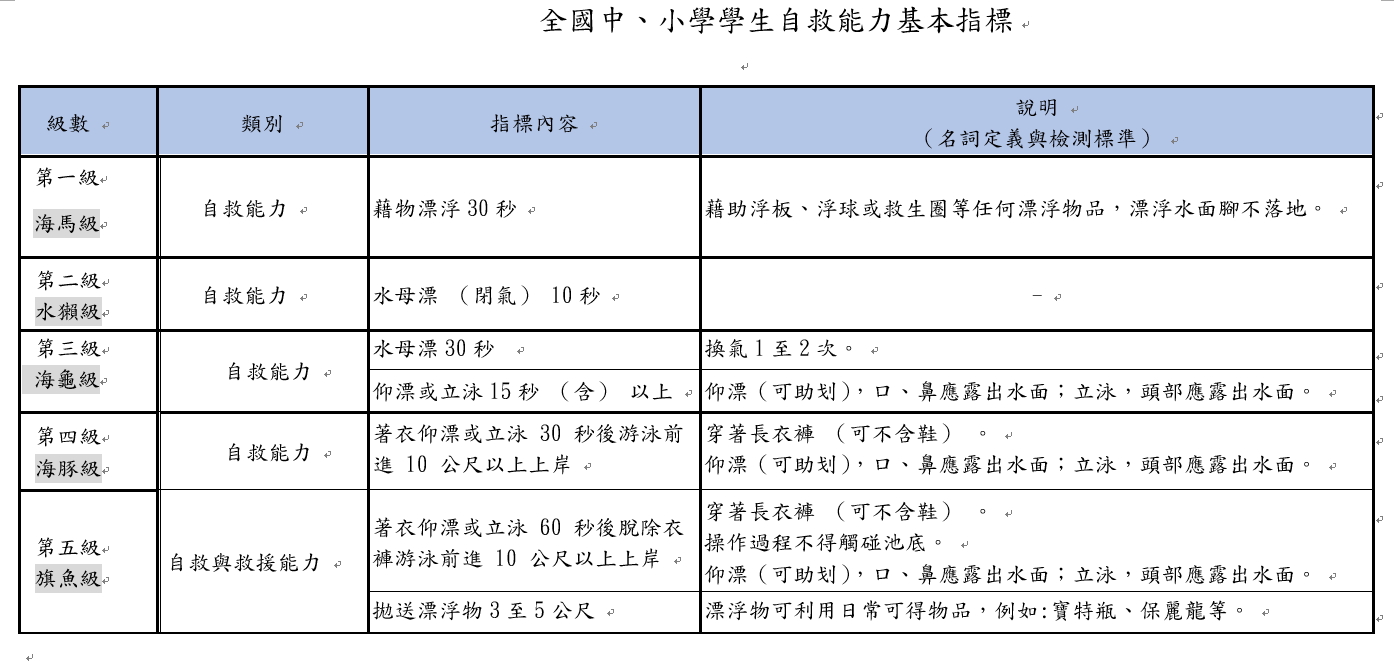 全國中、小學學生自救能力基本指標
級數
類別
指標內容
說明
（名詞定義與檢測標準）
第一級
海馬級
自救能力
藉物漂浮30秒
藉助浮板、浮球或救生圈等任何漂浮物品，漂浮水面腳不落地。
第二級
水獺級
自救能力
水母漂 （閉氣） 10秒
-
第三級
海龜級
自救能力
水母漂30秒
換氣1至2次。
仰漂或立泳15秒 （含） 以上
仰漂(可助划)，口、鼻應露出水面；立泳，頭部應露出水面。
第四級
海豚級
自救能力
著衣仰漂或立泳 30 秒後游泳前
進 10 公尺以上上岸
穿著長衣褲 （可不含鞋） 。
仰漂(可助划)，口、鼻應露出水面；立泳，頭部應露出水面。
第五級
旗魚級
自救與救援能力
著衣仰漂或立泳 60 秒後脫除衣
褲游泳前進 10 公尺以上上岸
穿著長衣褲 （可不含鞋） 。
操作過程不得觸碰池底。
仰漂(可助划)，口、鼻應露出水面；立泳，頭部應露出水面。
拋送漂浮物3至5公尺
漂浮物可利用日常可得物品，例如:寶特瓶、保麗龍等。